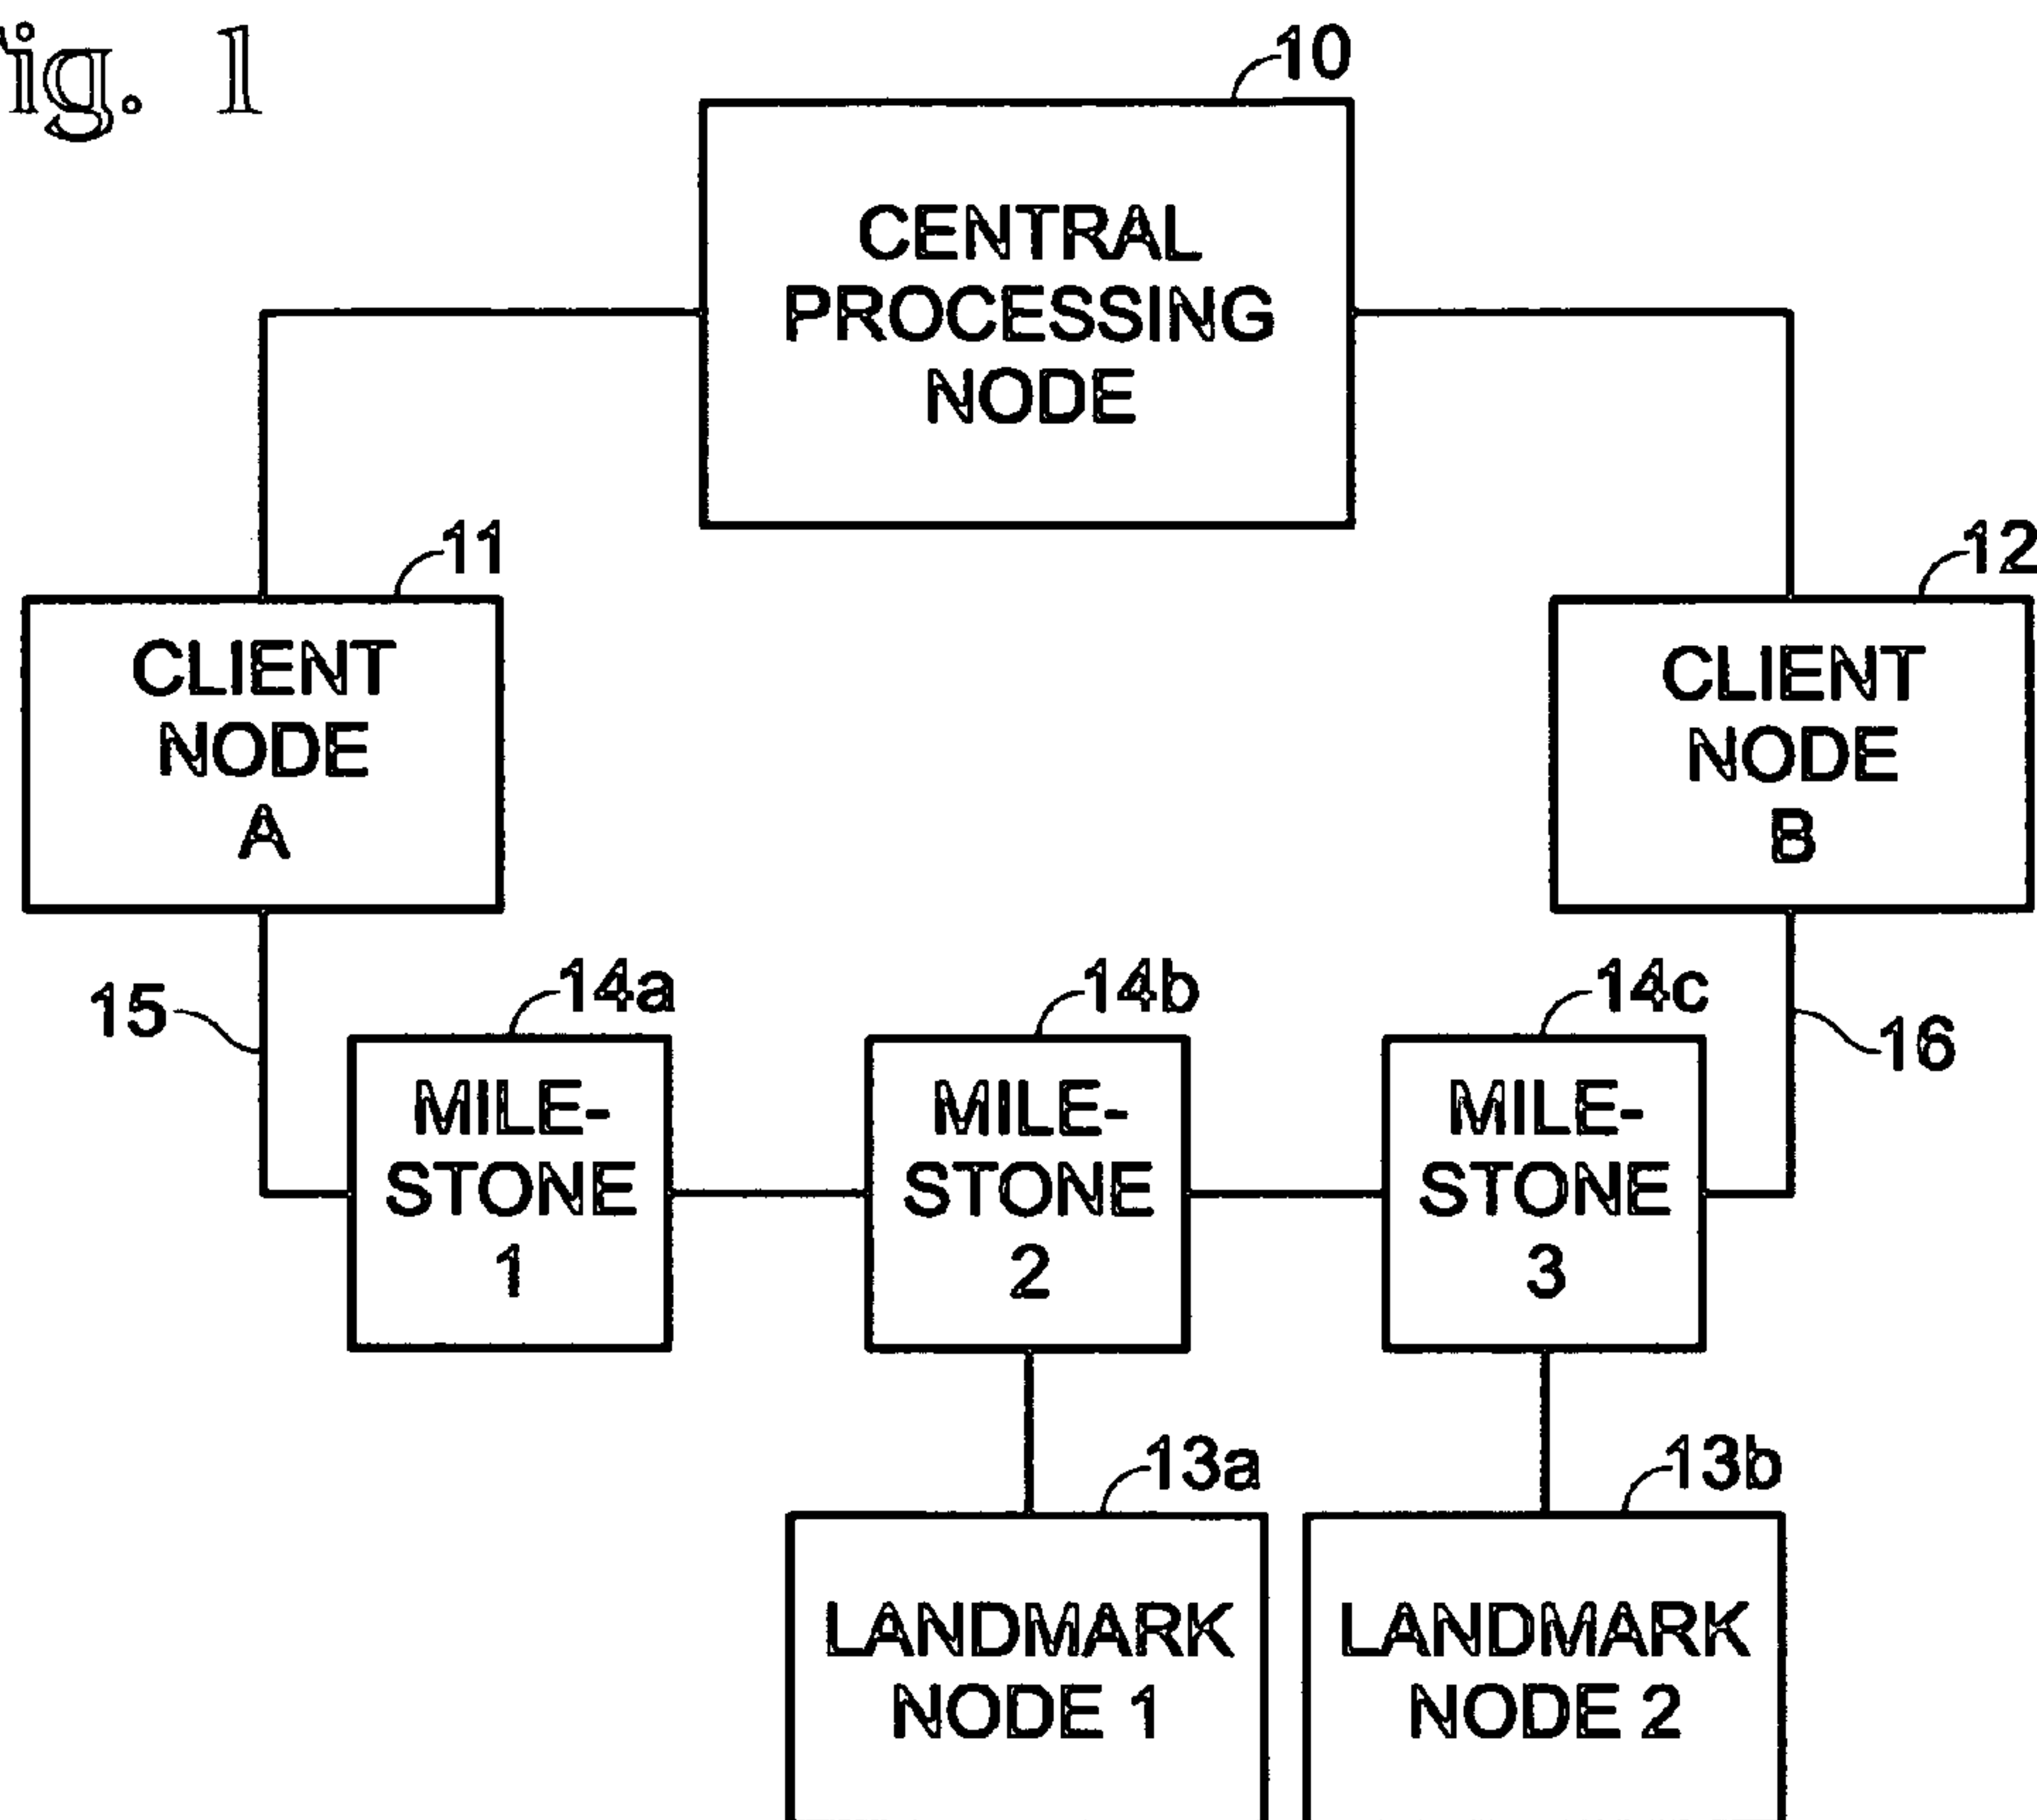 ig. 1
10
CENTRAL
PROCESSING
NODE
11
12
CLIENT
NODE
A
CLIENT
NODE
B
15
14a
14b
14c
16
MILE-
STONE
1
MILE-
STONE
2
MILE-
STONE
3
13a
13b
LANDMARK
NODE 1
LANDMARK
NODE 2